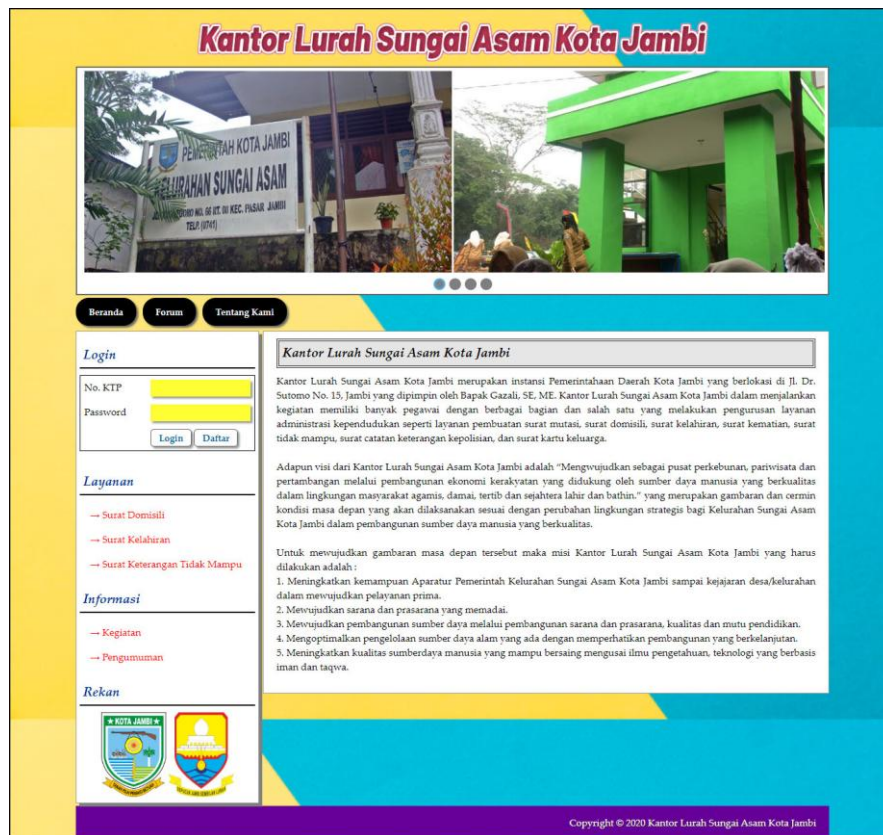 Kantor Lurah Sungai Asam Kota Jambi
PEMERINTAH KOTA JAMBI
KELURAHAN SUNGAI ASAM
KEC. PASAR JAMBI
TELP. (0741)
Beranda
Forum
Tentang Kami
Login
No. KTP
Password
Login
Daftar
Layanan
→ Surat Domisili
→ Surat Kelahiran
→ Surat Keterangan Tidak Mampu
Informasi
→ Kegiatan
→ Pengumuman
Rekan
KOTA JAMBI
Kantor Lurah Sungai Asam Kota Jambi
Kantor Lurah Sungai Asam Kota Jambi merupakan instansi Pemerintahaan Daerah Kota Jambi yang berlokasi di Jl. Dr.
Sutomo No. 15, Jambi yang dipimpin oleh Bapak Gazali, SE, ME. Kantor Lurah Sungai Asam Kota Jambi dalam menjalankan
kegiatan memiliki banyak pegawai dengan berbagai bagian dan salah satu yang melakukan pengurusan layanan
administrasi kependudukan seperti layanan pembuatan surat mutasi, surat domisili, surat kelahiran, surat kematian, surat
tidak mampu, surat catatan keterangan kepolisian, dan surat kartu keluarga.
Adapun visi dari Kantor Lurah Sungai Asam Kota Jambi adalah “Mengwujudkan sebagai pusat perkebunan, pariwisata dan
pertambangan melalui pembangunan ekonomi kerakyatan yang didukung oleh sumber daya manusia yang berkualitas
dalam lingkungan masyarakat agamis, damai, tertib dan sejahtera lahir dan bathin.” yang merupakan gambaran dan cermin
kondisi masa depan yang akan dilaksanakan sesuai dengan perubahan lingkungan strategis bagi Kelurahan Sungai Asam
Kota Jambi dalam pembangunan sumber daya manusia yang berkualitas.
Untuk mewujudkan gambaran masa depan tersebut maka misi Kantor Lurah Sungai Asam Kota Jambi yang harus
dilakukan adalah :
1. Meningkatkan kemampuan Aparatur Pemerintah Kelurahan Sungai Asam Kota Jambi sampai kejajaran desa/kelurahan
dalam mewujudkan pelayanan prima.
2. Mewujudkan sarana dan prasarana yang memadai.
3. Mewujudkan pembangunan sumber daya melalui pembangunan sarana dan prasarana, kualitas dan mutu pendidikan.
4. Mengoptimalkan pengelolaan sumber daya alam yang ada dengan memperhatikan pembangunan yang berkelanjutan.
5. Meningkatkan kualitas sumberdaya manusia yang mampu bersaing mengusai ilmu pengetahuan, teknologi yang berbasis
iman dan taqwa.
Copyright © 2020 Kantor Lurah Sungai Asam Kota Jambi